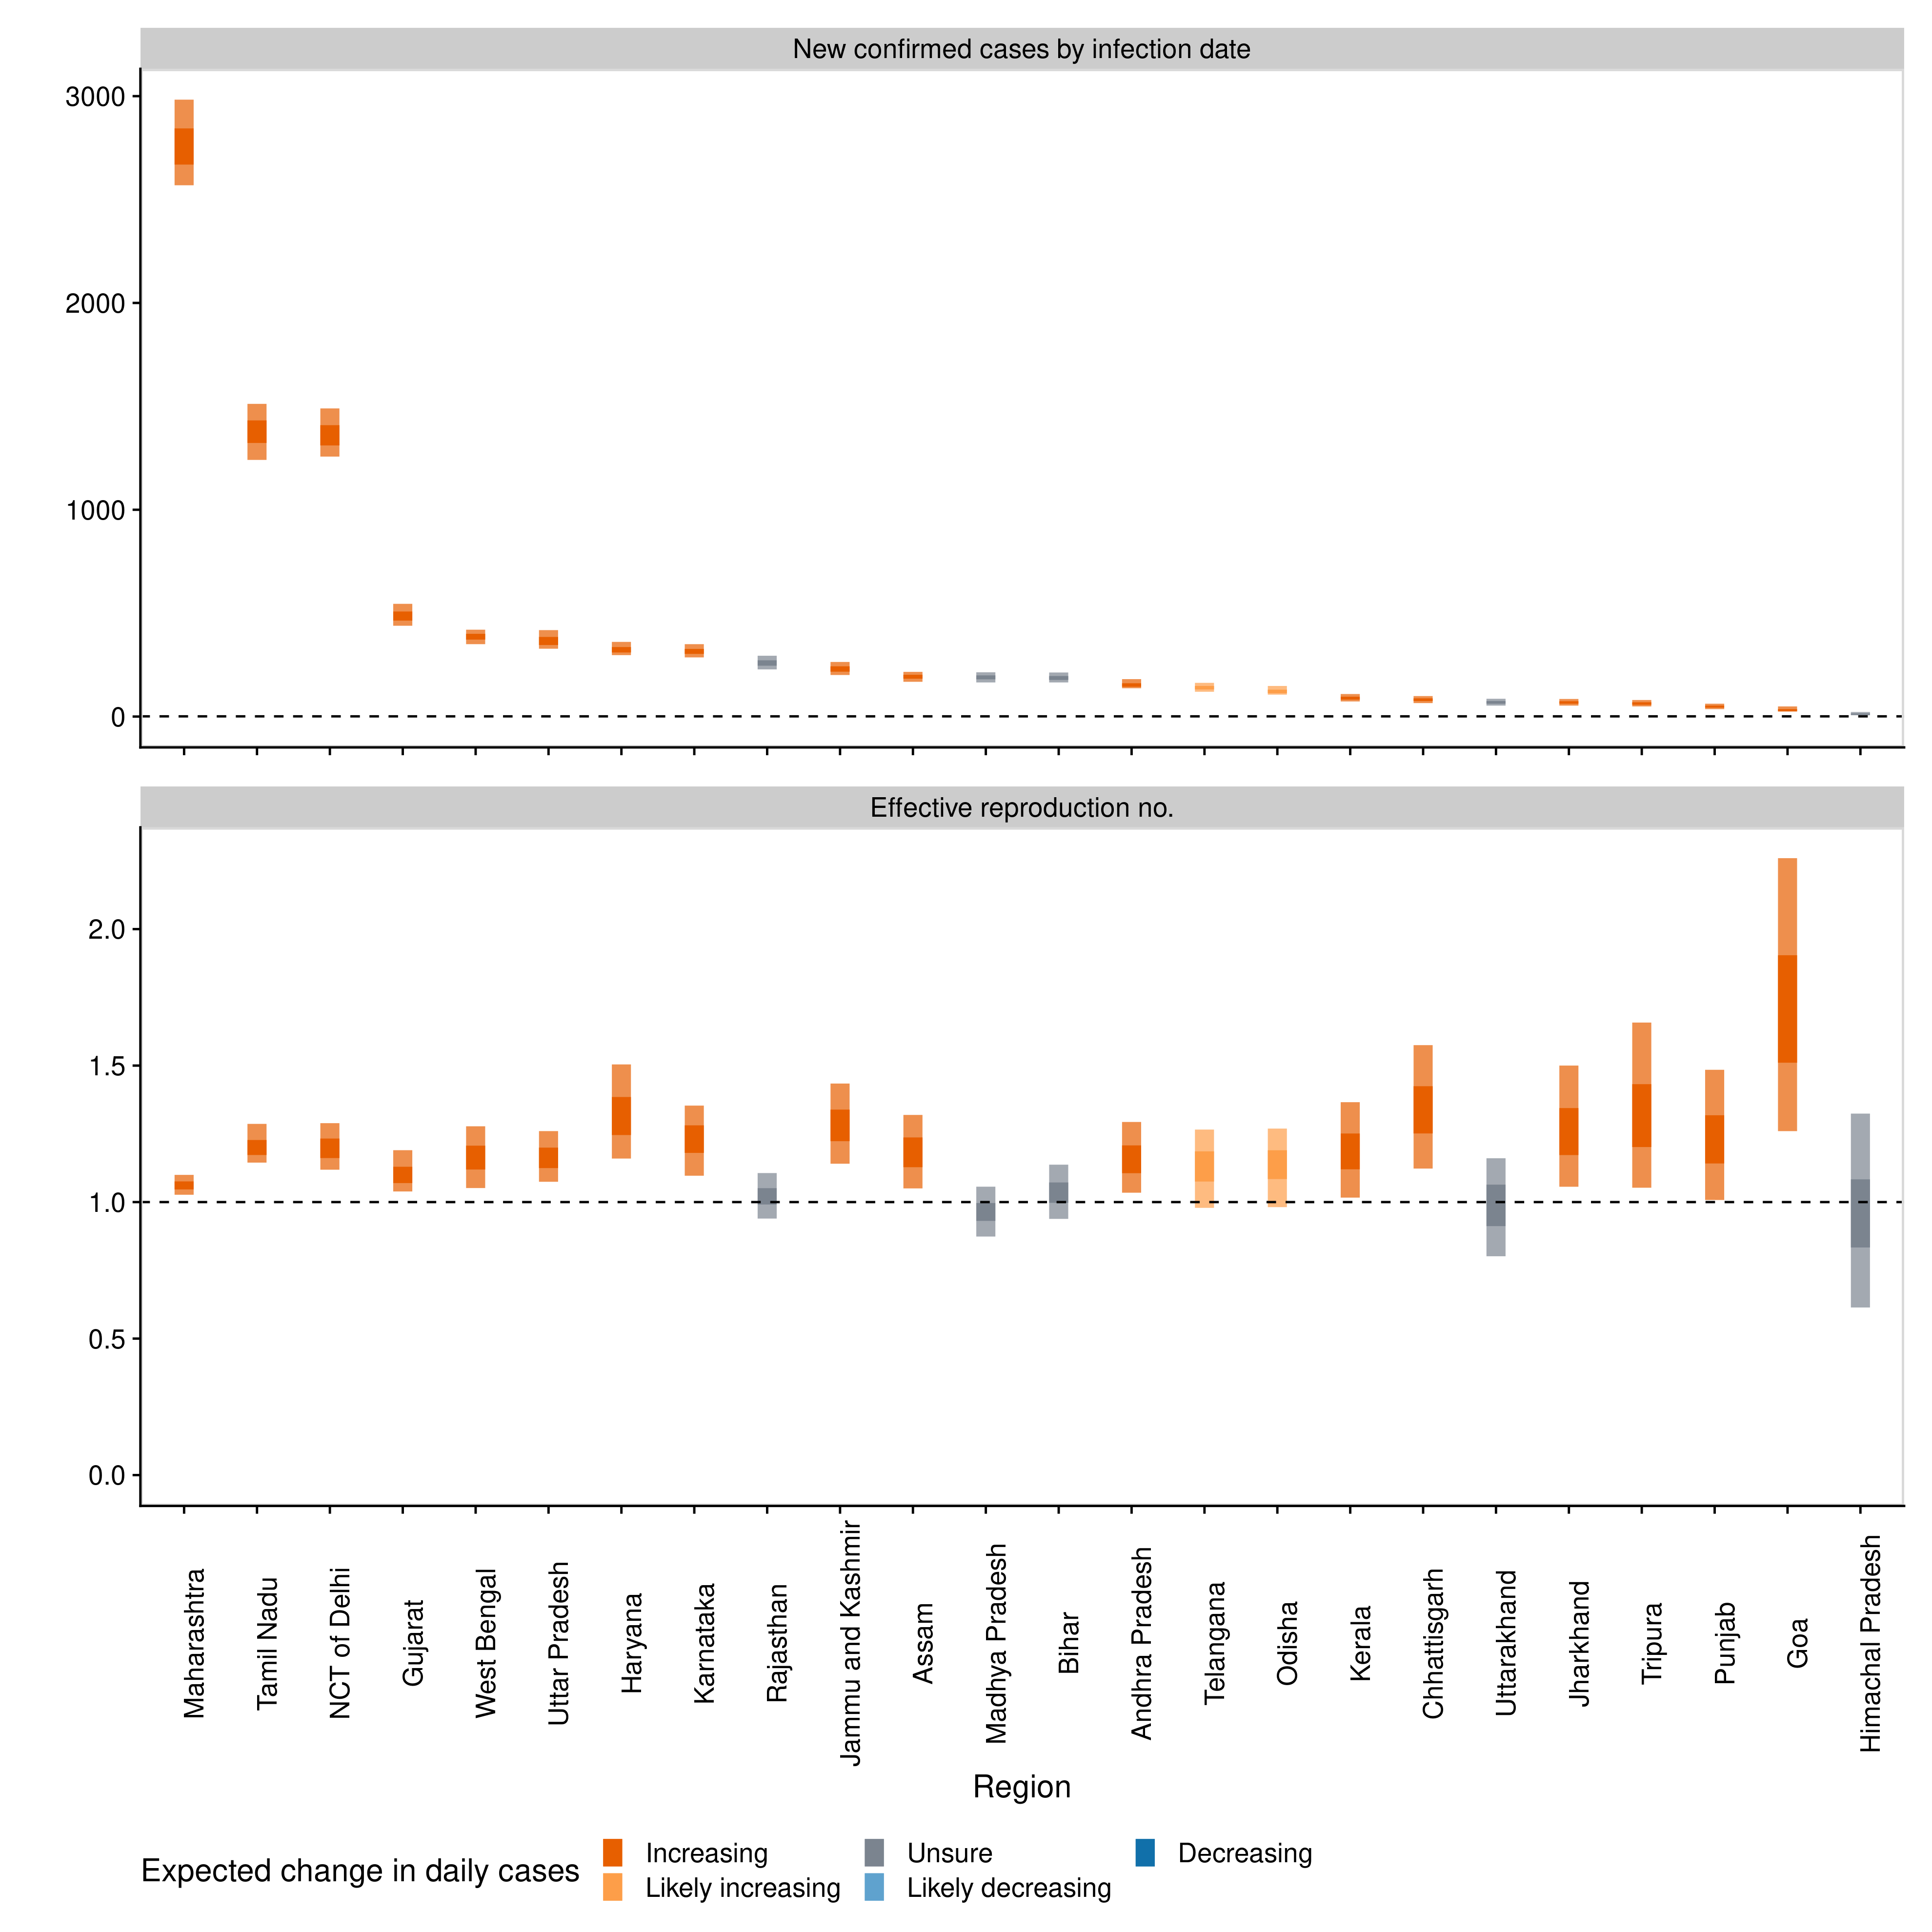 New confirmed cases by infection date
3000
2000
1000
0
Effective reproduction no.
2.0
1.5
1.0
0.5
0.0
Maharashtra
Tamil Nadu
NCT of Delhi
Gujarat
West Bengal
Uttar Pradesh
Haryana
Karnataka
Rajasthan
Jammu and Kashmir
Assam
Madhya Pradesh
Bihar
Andhra Pradesh
Telangana
Odisha
Kerala
Chhattisgarh
Uttarakhand
Jharkhand
Tripura
Punjab
Goa
Himachal Pradesh
Region
Expected change in daily cases
Increasing
Unsure
Decreasing
Likely increasing
Likely decreasing